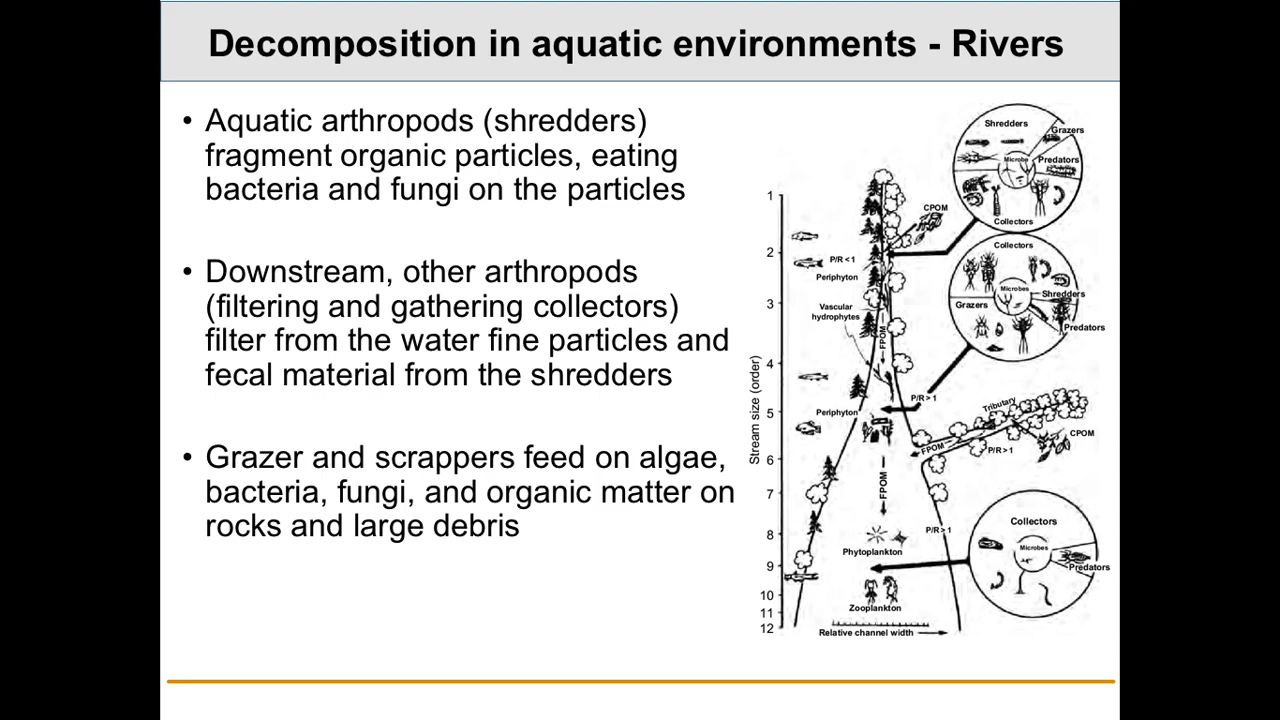 Decomposition in aquatic environments - Rivers
• Aquatic arthropods (shredders)
fragment organic particles, eating
bacteria and fungi on the particles
• Downstream, other arthropods
(filtering and gathering collectors)
filter from the water fine particles and
fecal material from the shredders
• Grazer and scrappers feed on algae,
bacteria, fungi, and organic matter on
rocks and large debris
Stream size (order)
1
2
3
4
5
6
7
8
9
10
11
12
Shredders
Grazers
Microbe
Predators
Collectors
CPOM
P/R < 1
Periphyton
Vascular
hydrophytes
FPOM
Collectors
Microbes
Shredders
Grazers
Predators
P/R > 1
Periphyton
Tributary
CPOM
FPOM
P/R > 1
FPOM
P/R > 1
Phytoplankton
Collectors
Microbes
Predators
Zooplankton
Relative channel width